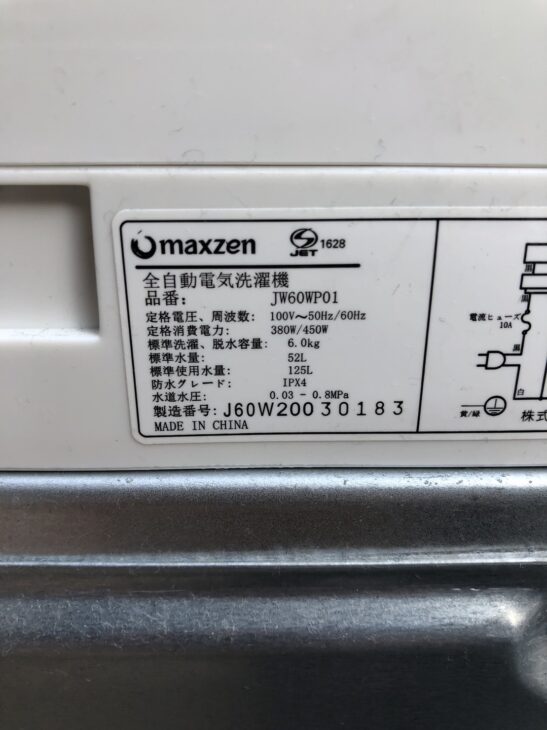 maxzen
JET 1628
全自動電気洗濯機
品番: JW60WP01
定格電圧、周波数: 100V～50Hz/60Hz
定格消費電力: 380W/450W
標準洗濯、脱水容量: 6.0kg
標準水量: 52L
標準使用水量: 125L
防水グレード: IPX4
水道水圧: 0.03 - 0.8MPa
製造番号: J60W20030183
MADE IN CHINA
黒
黒
電流ヒューズ
10A
黒
白
黄/緑
株式